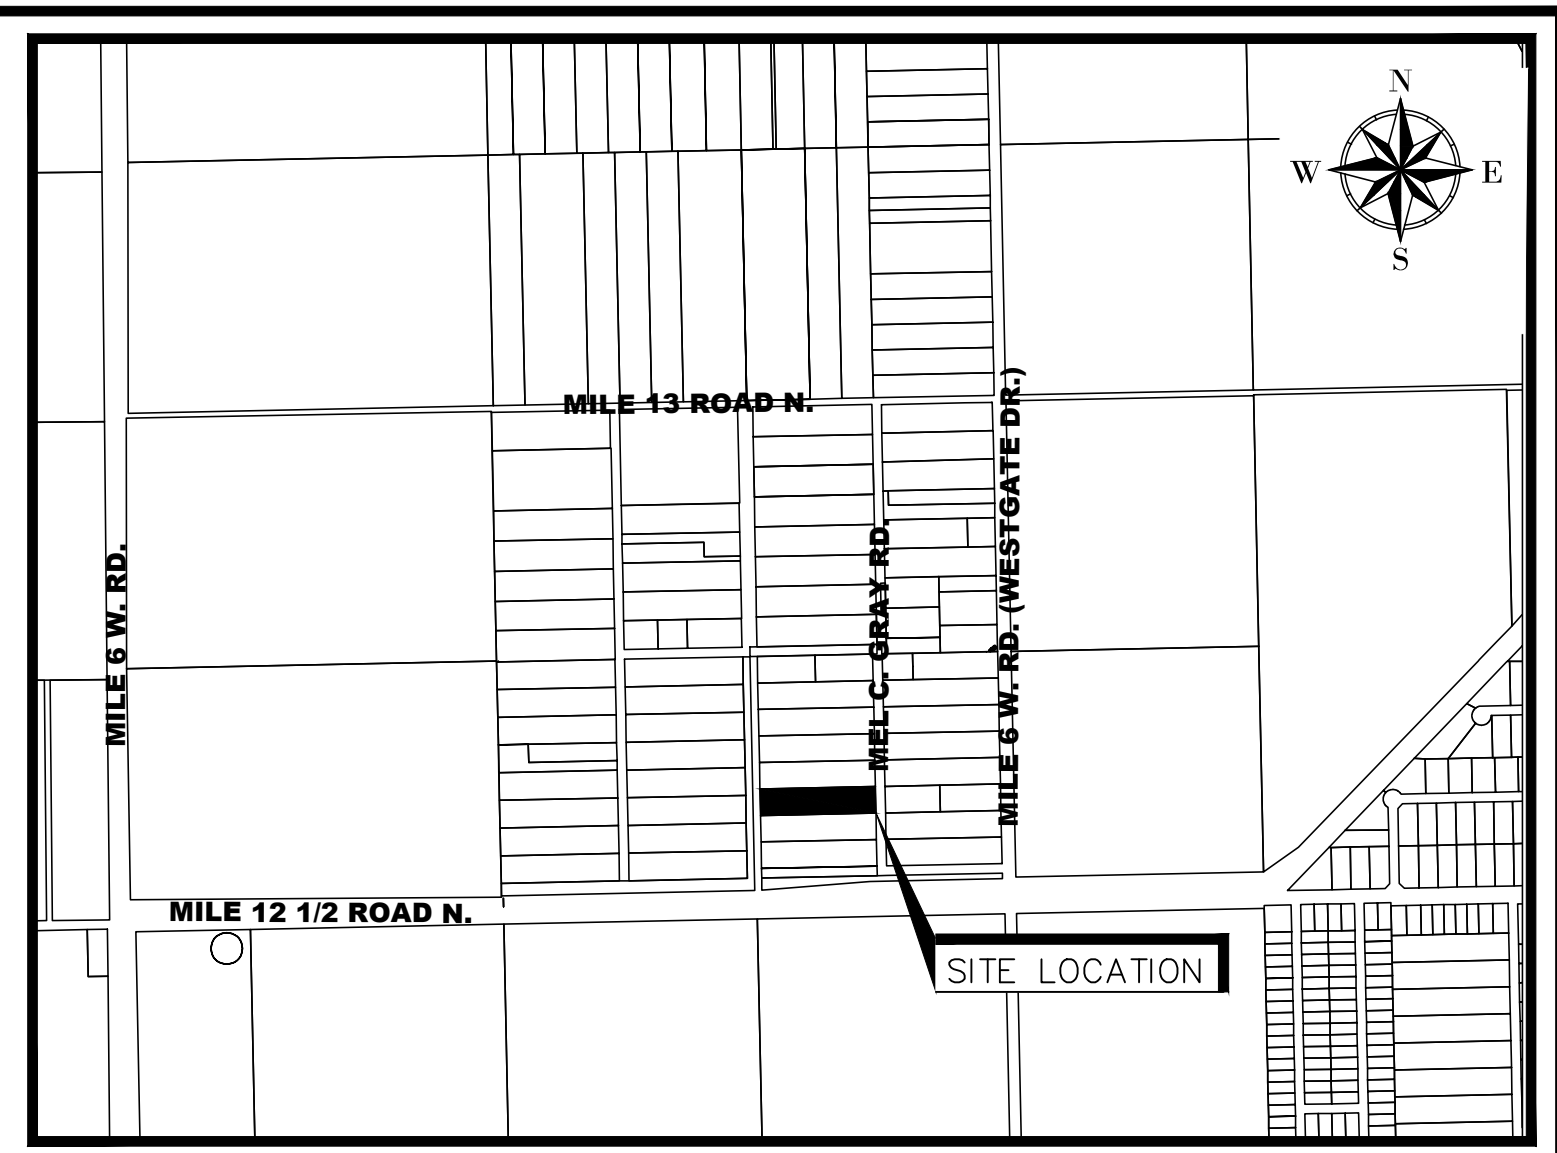 N
W
E
S
MILE 13 ROAD N.
MILE 6 W. RD. (WESTGATE DR.)
MEL C. GRAY RD.
MILE 6 W. RD.
MILE 12 1/2 ROAD N.
SITE LOCATION